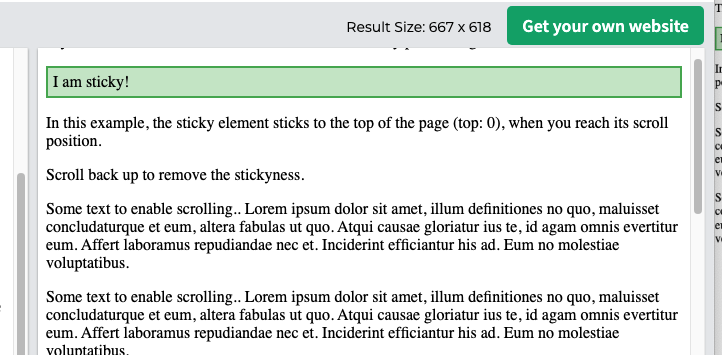 Result Size: 667 x 618
Get your own website
I am sticky!
In this example, the sticky element sticks to the top of the page (top: 0), when you reach its scroll
position.
Scroll back up to remove the stickyness.
Some text to enable scrolling.. Lorem ipsum dolor sit amet, illum definitiones no quo, maluisset
concludaturque et eum, altera fabulas ut quo. Atqui causae gloriatur ius te, id agam omnis evertitur
eum. Affert laboramus repudiandae nec et. Inciderint efficiantur his ad. Eum no molestiae
voluptatibus.
Some text to enable scrolling.. Lorem ipsum dolor sit amet, illum definitiones no quo, maluisset
concludaturque et eum, altera fabulas ut quo. Atqui causae gloriatur ius te, id agam omnis evertitur
eum. Affert laboramus repudiandae nec et. Inciderint efficiantur his ad. Eum no molestiae
voluptatibus.